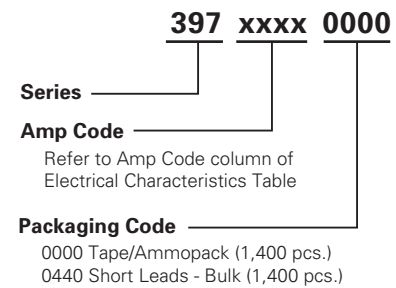 397 xxxx 0000
Series
Amp Code
Refer to Amp Code column of
Electrical Characteristics Table
Packaging Code
0000 Tape/Ammopack (1,400 pcs.)
0440 Short Leads - Bulk (1,400 pcs.)